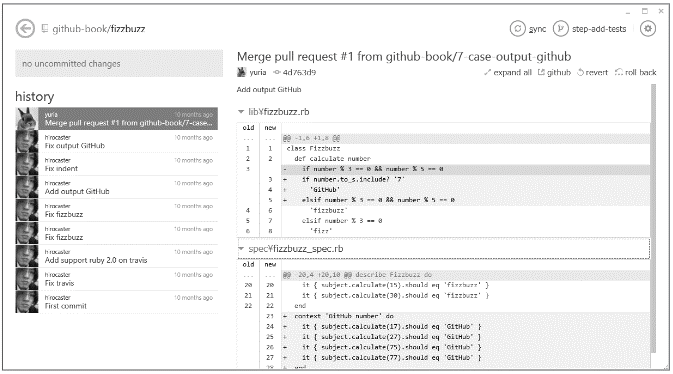 github-book/fizzbuzz
sync
step-add-tests
no uncommitted changes
history
yuria 10 months ago
Merge pull request #1 from github-book/7-case...
hirocaster 10 months ago
Fix output GitHub
hirocaster 10 months ago
Fix indent
hirocaster 10 months ago
Add output GitHub
hirocaster 10 months ago
Fix fizzbuzz
hirocaster 10 months ago
Fix fizzbuzz
hirocaster 10 months ago
Add support ruby 2.0 on travis
hirocaster 10 months ago
Fix travis
hirocaster 10 months ago
First commit
Merge pull request #1 from github-book/7-case-output-github
yuria 4d763d9 expand all github revert roll back
Add output GitHub
lib¥fizzbuzz.rb
old new
... ... @@ -1,6 +1,8 @@
1 1 class Fizzbuzz
2 2 def calculate number
3 - if number % 3 == 0 && number % 5 == 0
3 + if number.to_s.include? '7'
4 + 'GitHub'
5 + elsif number % 3 == 0 && number % 5 == 0
4 6 'fizzbuzz'
5 7 elsif number % 3 == 0
6 8 'fizz'
spec¥fizzbuzz_spec.rb
old new
... ... @@ -20,4 +20,10 @@ describe Fizzbuzz do
20 20 it { subject.calculate(15).should eq 'fizzbuzz' }
21 21 it { subject.calculate(30).should eq 'fizzbuzz' }
22 22 end
23 + context 'GitHub number' do
24 + it { subject.calculate(17).should eq 'GitHub' }
25 + it { subject.calculate(27).should eq 'GitHub' }
26 + it { subject.calculate(75).should eq 'GitHub' }
27 + it { subject.calculate(77).should eq 'GitHub' }
28 + end